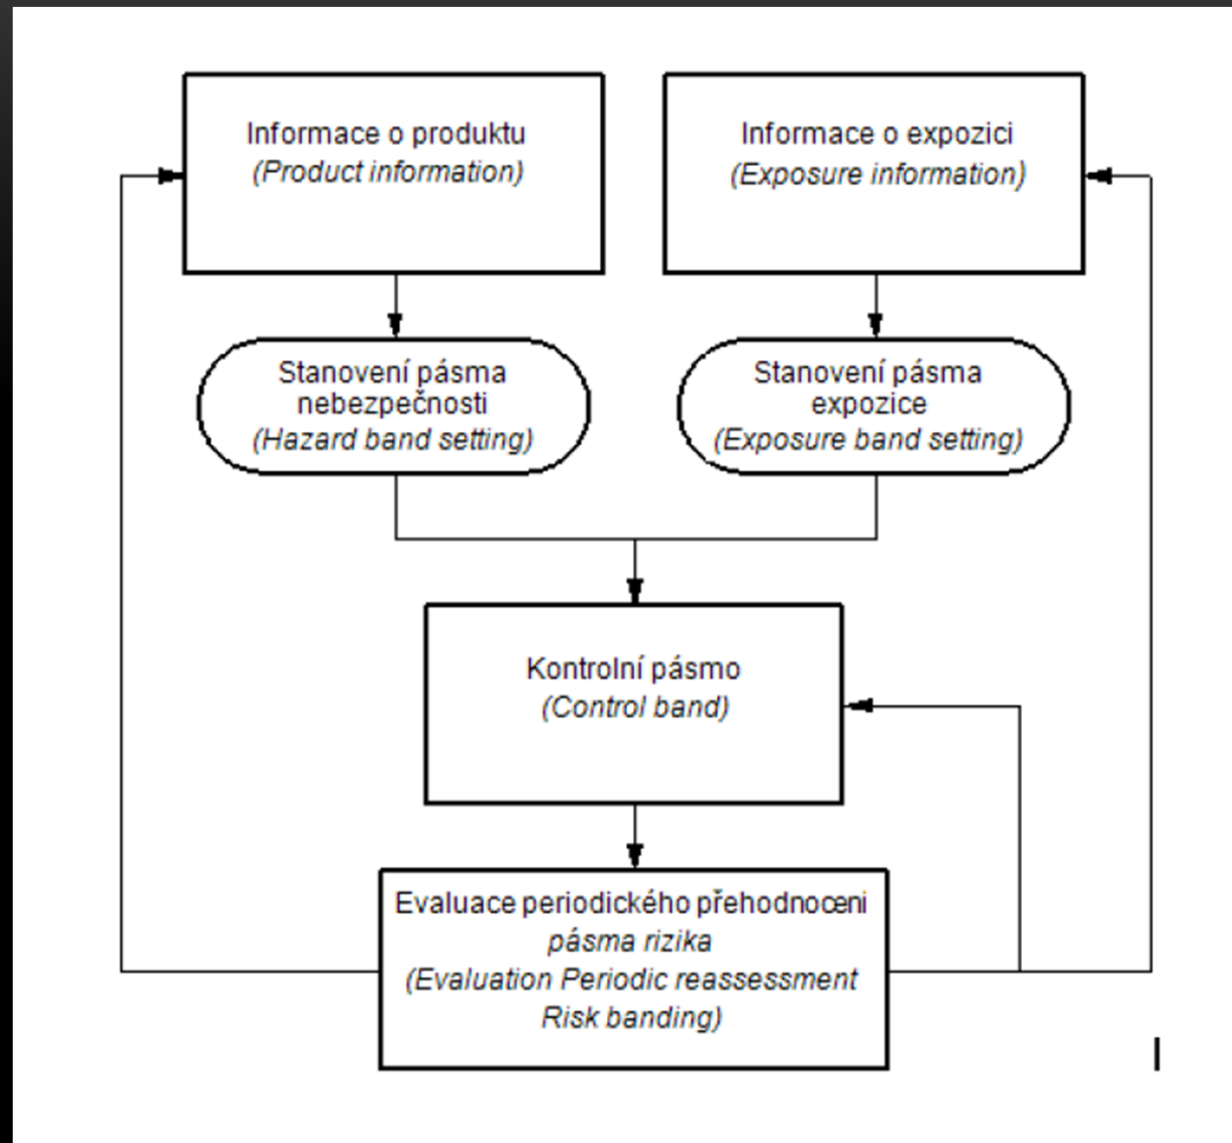 Informace o produktu
(Product information)
Informace o expozici
(Exposure information)
Stanovení pásma
nebezpečnosti
(Hazard band setting)
Stanovení pásma
expozice
(Exposure band setting)
Kontrolní pásmo
(Control band)
Evaluace periodického přehodnoceni
pásma rizika
(Evaluation Periodic reassessment
Risk banding)